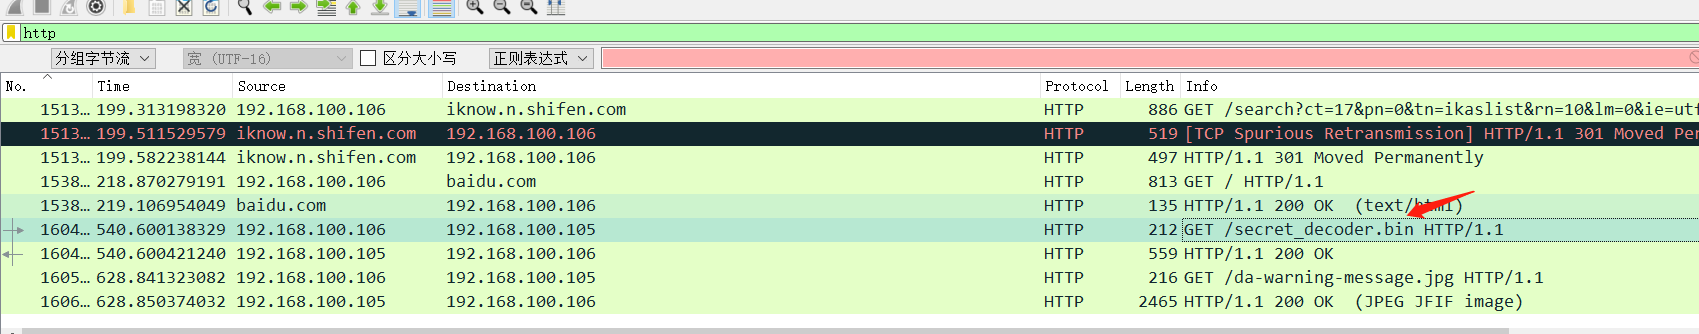 http
分组字节流 宽 (UTF-16) 区分大小写 正则表达式
No. Time Source Destination Protocol Length Info
1513… 199.313198320 192.168.100.106 iknow.n.shifen.com HTTP 886 GET /search?ct=17&pn=0&tn=ikaslist&rn=10&lm=0&ie=utf
1513… 199.511529579 iknow.n.shifen.com 192.168.100.106 HTTP 519 [TCP Spurious Retransmission] HTTP/1.1 301 Moved Per
1513… 199.582238144 iknow.n.shifen.com 192.168.100.106 HTTP 497 HTTP/1.1 301 Moved Permanently
1538… 218.870279191 192.168.100.106 baidu.com HTTP 813 GET / HTTP/1.1
1538… 219.106954049 baidu.com 192.168.100.106 HTTP 135 HTTP/1.1 200 OK (text/html)
1604… 540.600138329 192.168.100.106 192.168.100.105 HTTP 212 GET /secret_decoder.bin HTTP/1.1
1604… 540.600421240 192.168.100.105 192.168.100.106 HTTP 559 HTTP/1.1 200 OK
1605… 628.841323082 192.168.100.106 192.168.100.105 HTTP 216 GET /da-warning-message.jpg HTTP/1.1
1606… 628.850374032 192.168.100.105 192.168.100.106 HTTP 2465 HTTP/1.1 200 OK (JPEG JFIF image)